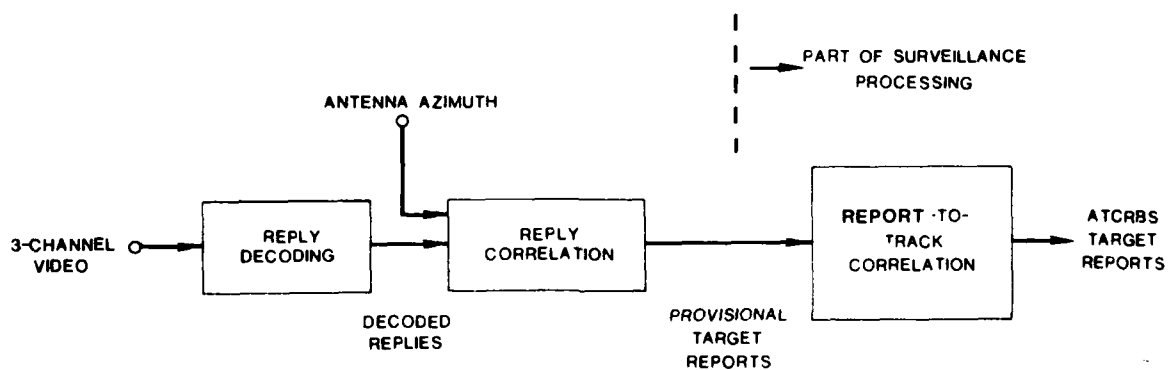 PART OF SURVEILLANCE
PROCESSING
ANTENNA AZIMUTH
3-CHANNEL
VIDEO
REPLY
DECODING
DECODED
REPLIES
REPLY
CORRELATION
PROVISIONAL
TARGET
REPORTS
REPORT -TO-
TRACK
CORRELATION
ATCRBS
TARGET
REPORTS